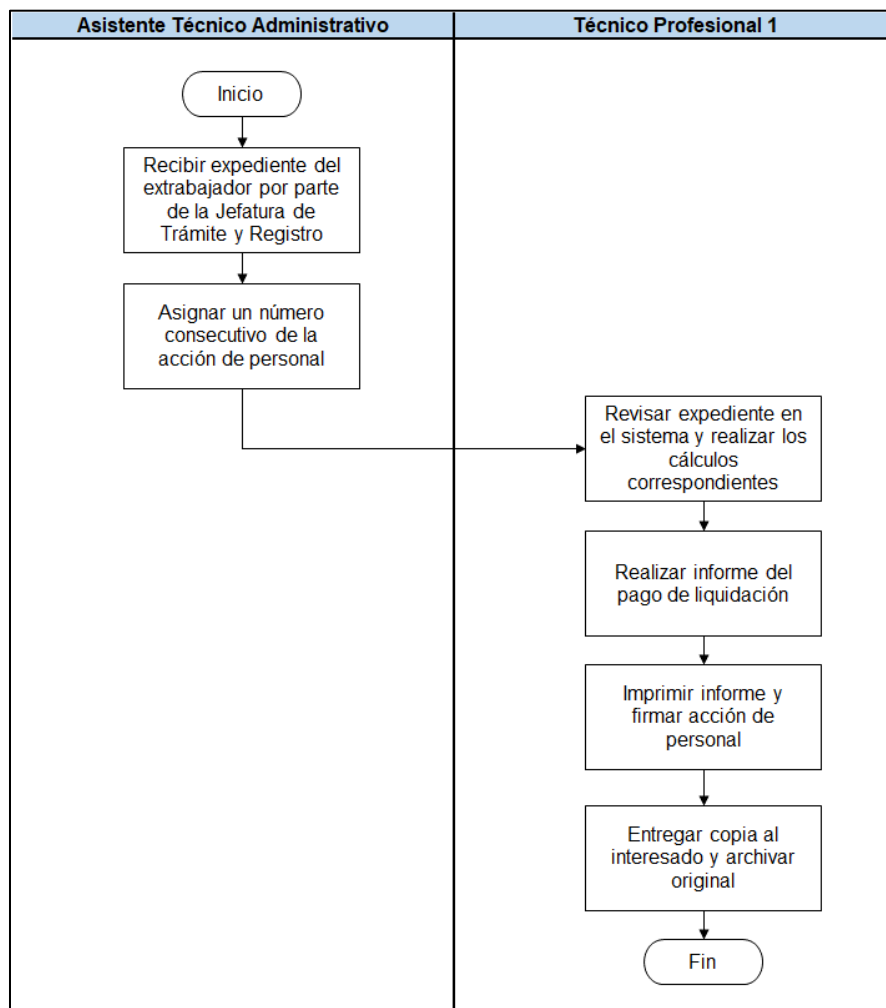 Asistente Técnico Administrativo
Técnico Profesional 1
Inicio
Recibir expediente del
extrabajador por parte
de la Jefatura de
Trámite y Registro
Asignar un número
consecutivo de la
acción de personal
Revisar expediente en
el sistema y realizar los
cálculos
correspondientes
Realizar informe del
pago de liquidación
Imprimir informe y
firmar acción de
personal
Entregar copia al
interesado y archivar
original
Fin